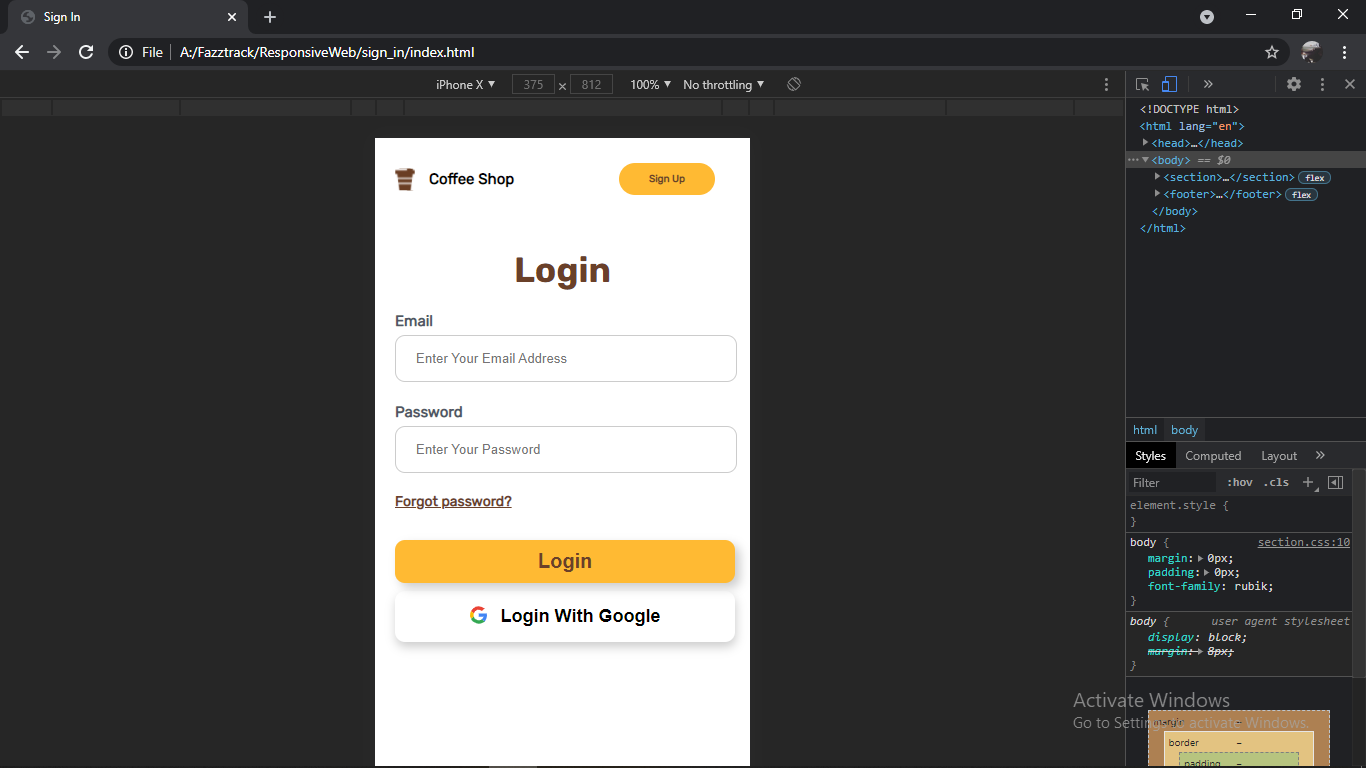 Sign In
File A:/Fazztrack/ResponsiveWeb/sign_in/index.html
iPhone X ▼ 375 x 812 100% ▼ No throttling ▼
Coffee Shop
Sign Up
Login
Email
Enter Your Email Address
Password
Enter Your Password
Forgot password?
Login
Login With Google
<!DOCTYPE html>
<html lang="en">
<head>…</head>
<body> == $0
<section>…</section> flex
<footer>…</footer> flex
</body>
</html>
html body
Styles Computed Layout »
Filter :hov .cls +
element.style {
}
body { section.css:10
margin: 0px;
padding: 0px;
font-family: rubik;
}
body { user agent stylesheet
display: block;
margin: 8px;
}
Activate Windows
Go to Settings to activate Windows.
margin –
border –
padding –